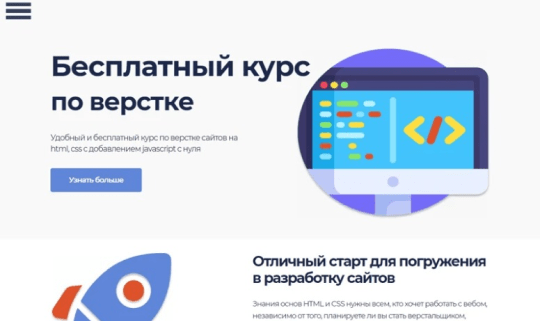 Бесплатный курс
по верстке
Удобный и бесплатный курс по верстке сайтов на
html, css с добавлением javascript с нуля
Узнать больше
Отличный старт для погружения
в разработку сайтов
Знания основ HTML и CSS нужны всем, кто хочет работать с вебом,
независимо от того, планируете ли вы стать верстальщиком,